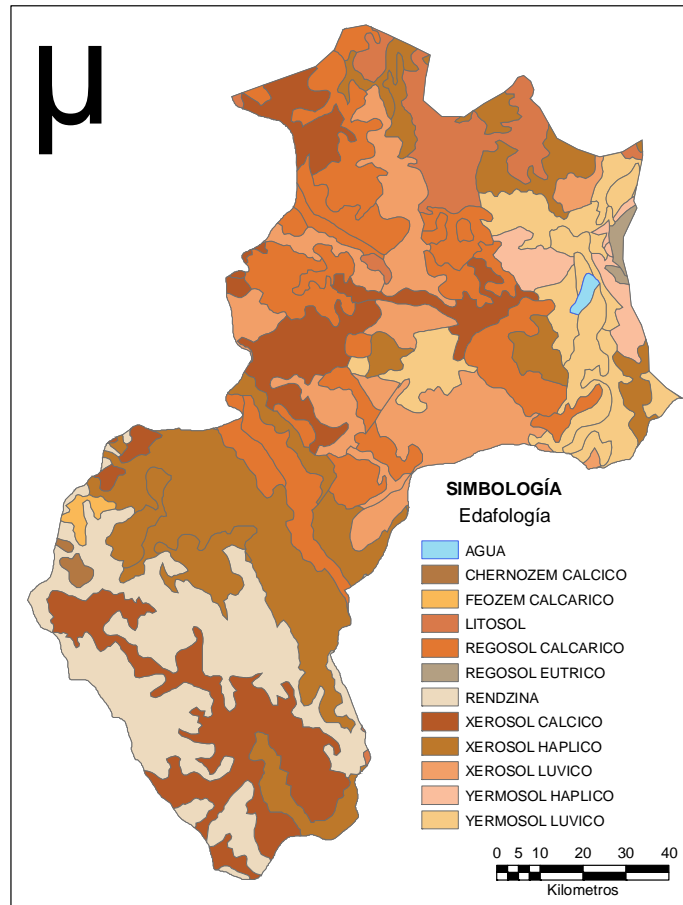 µ
SIMBOLOGÍA
Edafología
AGUA
CHERNOZEM CALCICO
FEOZEM CALCARICO
LITOSOL
REGOSOL CALCARICO
REGOSOL EUTRICO
RENDZINA
XEROSOL CALCICO
XEROSOL HAPLICO
XEROSOL LUVICO
YERMOSOL HAPLICO
YERMOSOL LUVICO
0 5 10 20 30 40
Kilometros